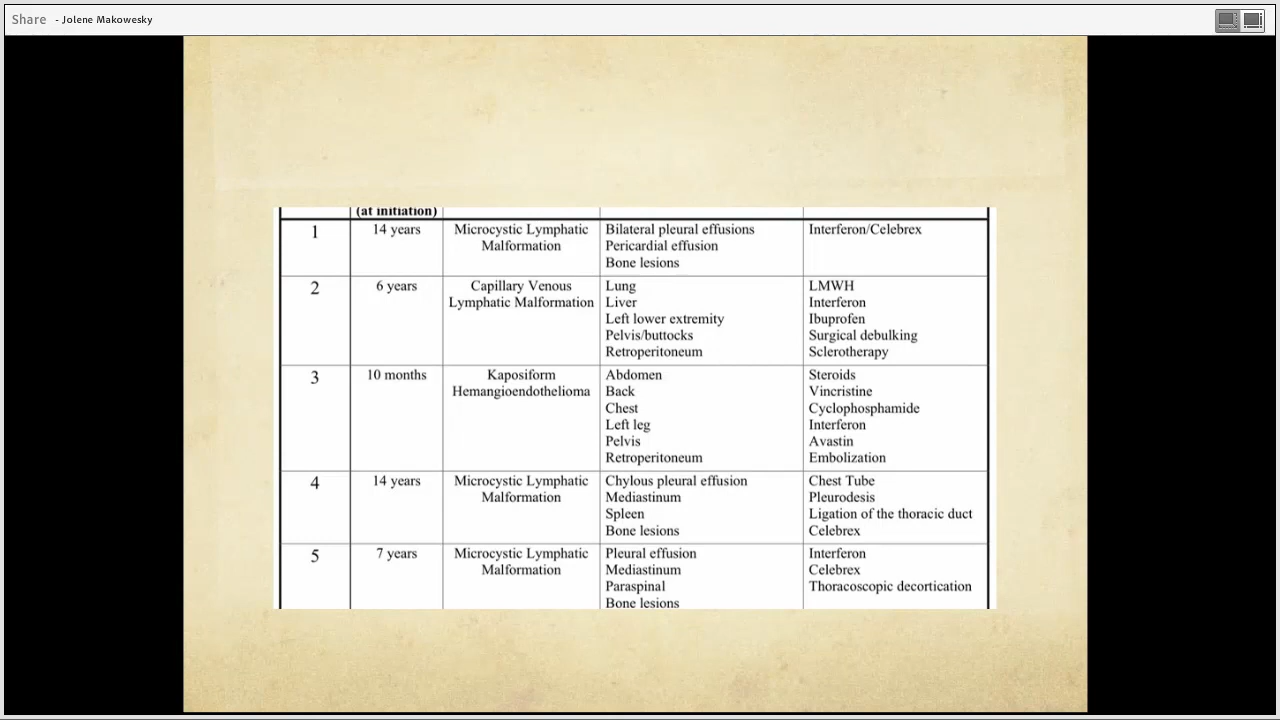 Share - Jolene Makowesky
(at initiation)
1 14 years Microcystic Lymphatic Malformation Bilateral pleural effusions Interferon/Celebrex
Pericardial effusion
Bone lesions
2 6 years Capillary Venous Lymphatic Malformation Lung LMWH
Liver Interferon
Left lower extremity Ibuprofen
Pelvis/buttocks Surgical debulking
Retroperitoneum Sclerotherapy
3 10 months Kaposiform Hemangioendothelioma Abdomen Steroids
Back Vincristine
Chest Cyclophosphamide
Left leg Interferon
Pelvis Avastin
Retroperitoneum Embolization
4 14 years Microcystic Lymphatic Malformation Chylous pleural effusion Chest Tube
Mediastinum Pleurodesis
Spleen Ligation of the thoracic duct
Bone lesions Celebrex
5 7 years Microcystic Lymphatic Malformation Pleural effusion Interferon
Mediastinum Celebrex
Paraspinal Thoracoscopic decortication
Bone lesions